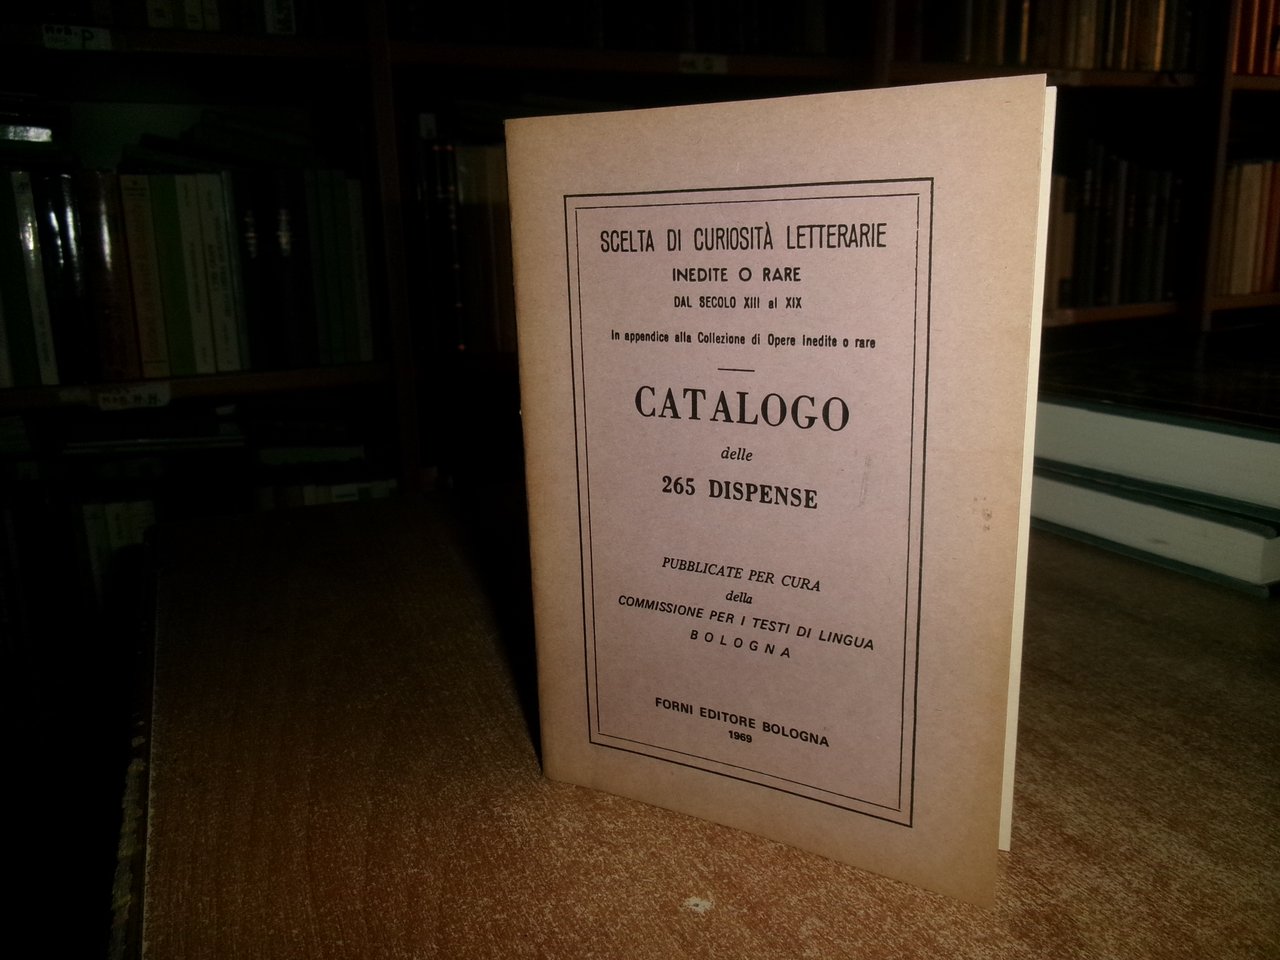 SCELTA DI CURIOSITÀ LETTERARIE
INEDITE O RARE
DAL SECOLO XIII al XIX
In appendice alla Collezione di Opere inedite o rare
CATALOGO
delle
265 DISPENSE
PUBBLICATE PER CURA
della
COMMISSIONE PER I TESTI DI LINGUA
BOLOGNA
FORNI EDITORE BOLOGNA
1969